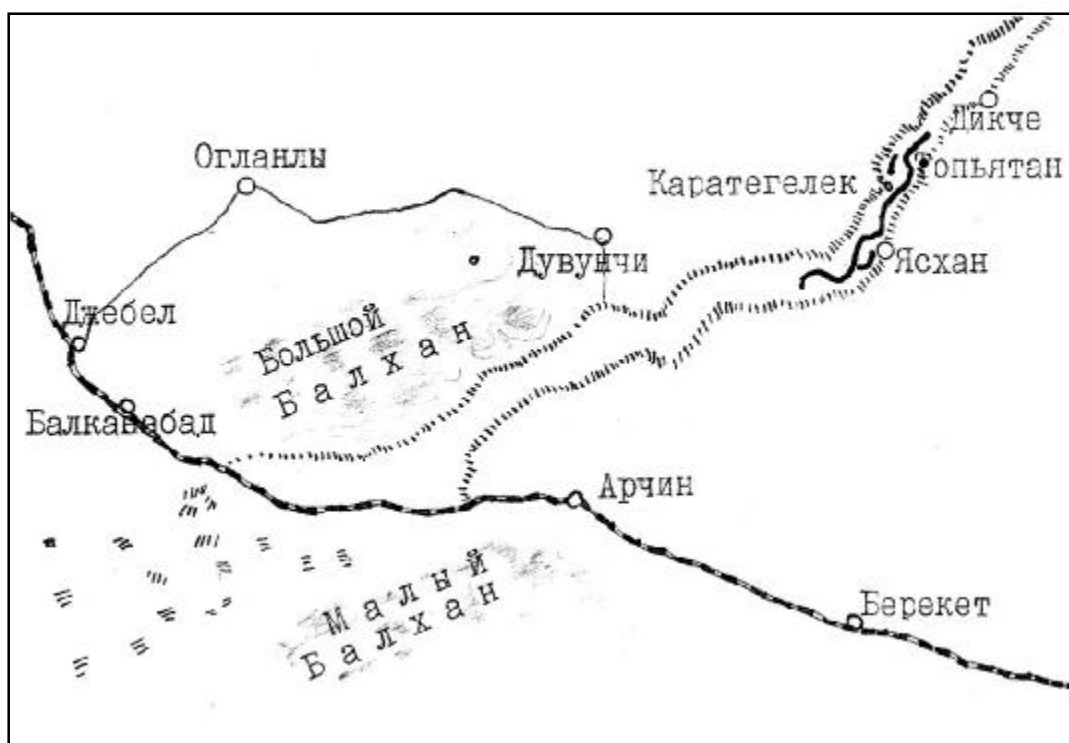 Дикче
Огланлы
Топьятан
Каратегелек
Дувунчи
Ясхан
Джебел
Большой
Балхан
Балканабад
Арчин
Малый
Балхан
Берекет